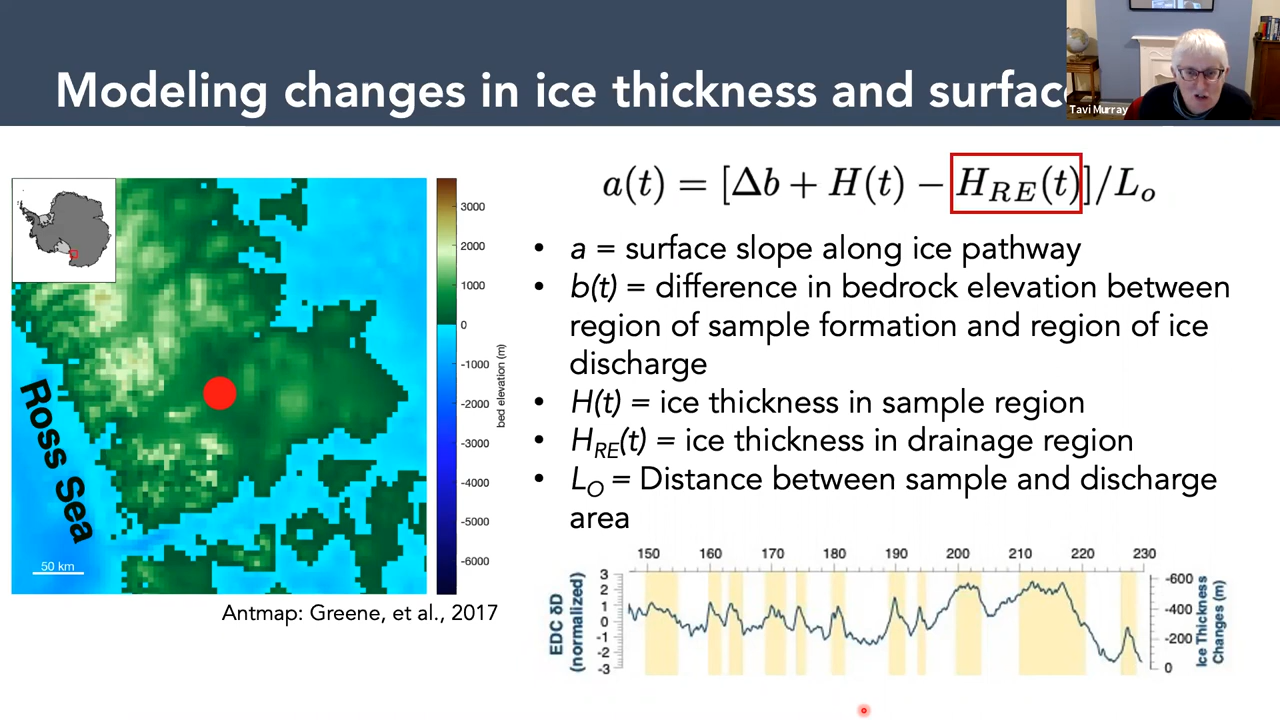 Modeling changes in ice thickness and surfac
Tavi Murray
a(t) = [Δb + H(t) − H_RE(t)]/L_o
• a = surface slope along ice pathway
• b(t) = difference in bedrock elevation between
region of sample formation and region of ice
discharge
• H(t) = ice thickness in sample region
• H_RE(t) = ice thickness in drainage region
• L_O = Distance between sample and discharge
area
3000
2000
1000
0
-1000
-2000
-3000
-4000
-5000
-6000
bed elevation (m)
Ross Sea
50 km
Antmap: Greene, et al., 2017
150 160 170 180 190 200 210 220 230
EDC δD
(normalized)
3
2
1
0
-1
-2
-3
-600
-400
-200
0
Ice Thickness
Changes (m)